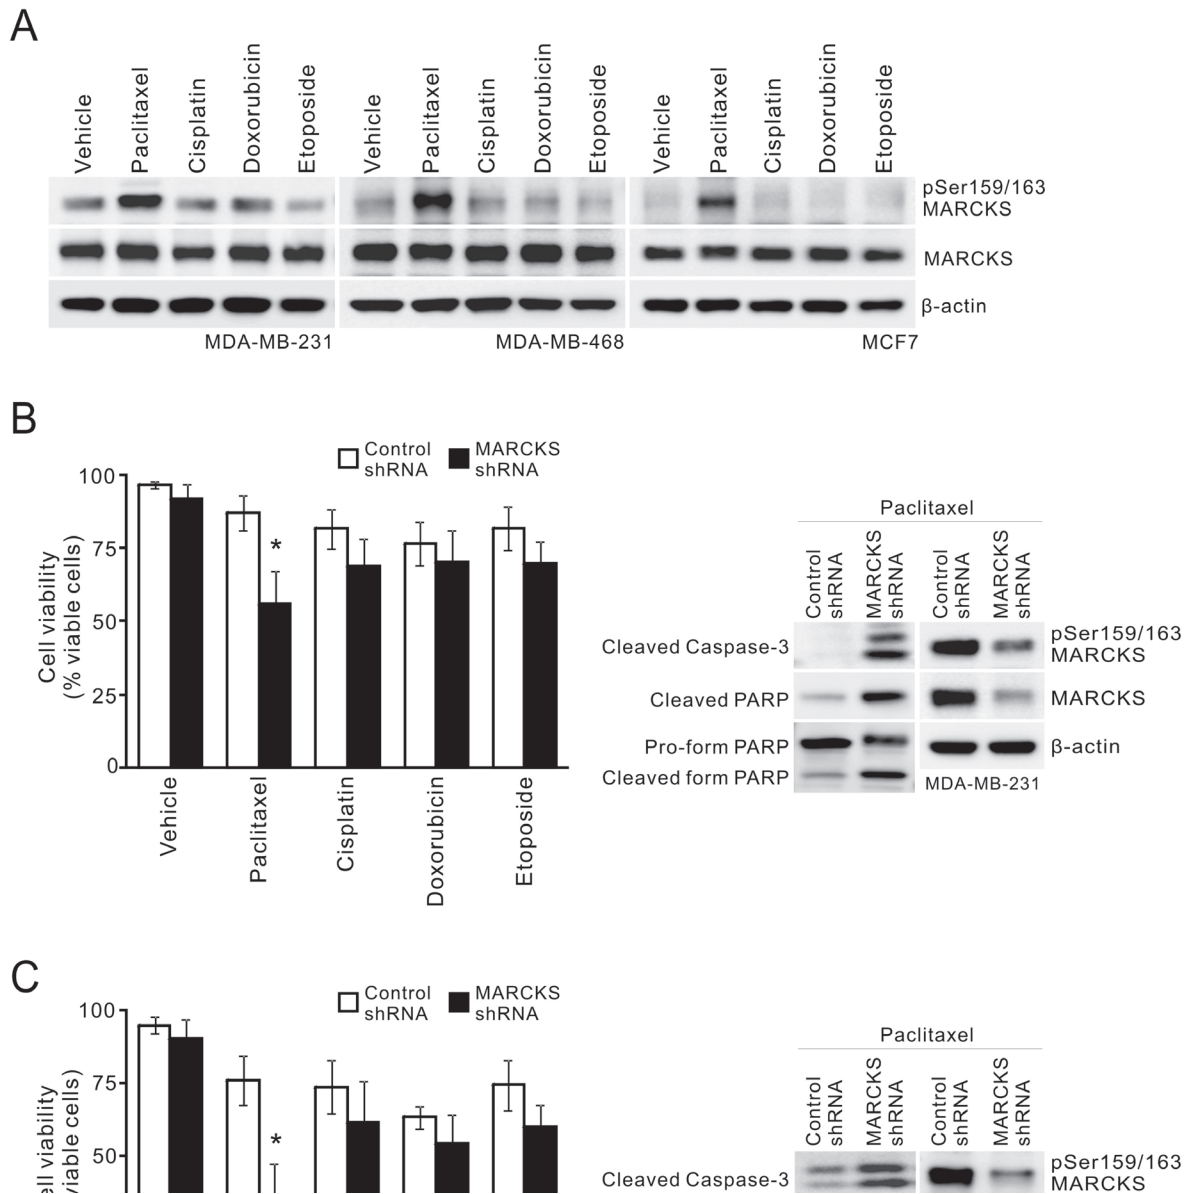 A
Vehicle
Paclitaxel
Cisplatin
Doxorubicin
Etoposide
Vehicle
Paclitaxel
Cisplatin
Doxorubicin
Etoposide
Vehicle
Paclitaxel
Cisplatin
Doxorubicin
Etoposide
pSer159/163
MARCKS
MARCKS
β-actin
MDA-MB-231
MDA-MB-468
MCF7
B
Control
shRNA
MARCKS
shRNA
Cell viability
(% viable cells)
100
75
50
25
0
Vehicle
Paclitaxel
Cisplatin
Doxorubicin
Etoposide
*
Paclitaxel
Control
shRNA
MARCKS
shRNA
Control
shRNA
MARCKS
shRNA
Cleaved Caspase-3
Cleaved PARP
Pro-form PARP
Cleaved form PARP
pSer159/163
MARCKS
MARCKS
β-actin
MDA-MB-231
C
Control
shRNA
MARCKS
shRNA
ell viability
viable cells)
100
75
50
*
Paclitaxel
Control
shRNA
MARCKS
shRNA
Control
shRNA
MARCKS
shRNA
Cleaved Caspase-3
pSer159/163
MARCKS